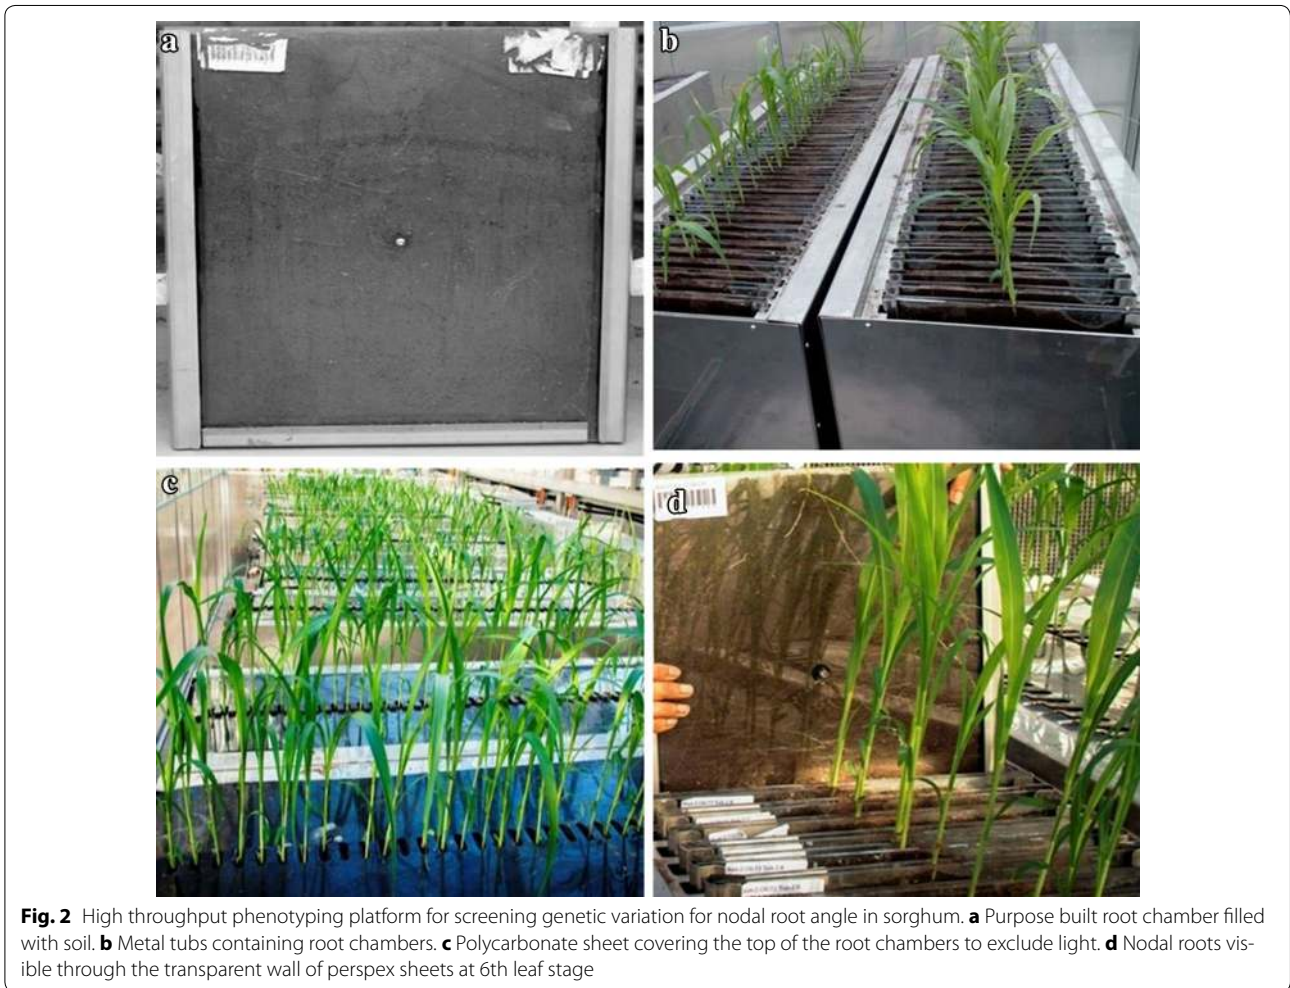 a
b
c
d
Fig. 2 High throughput phenotyping platform for screening genetic variation for nodal root angle in sorghum. a Purpose built root chamber filled
with soil. b Metal tubs containing root chambers. c Polycarbonate sheet covering the top of the root chambers to exclude light. d Nodal roots vis-
ible through the transparent wall of perspex sheets at 6th leaf stage